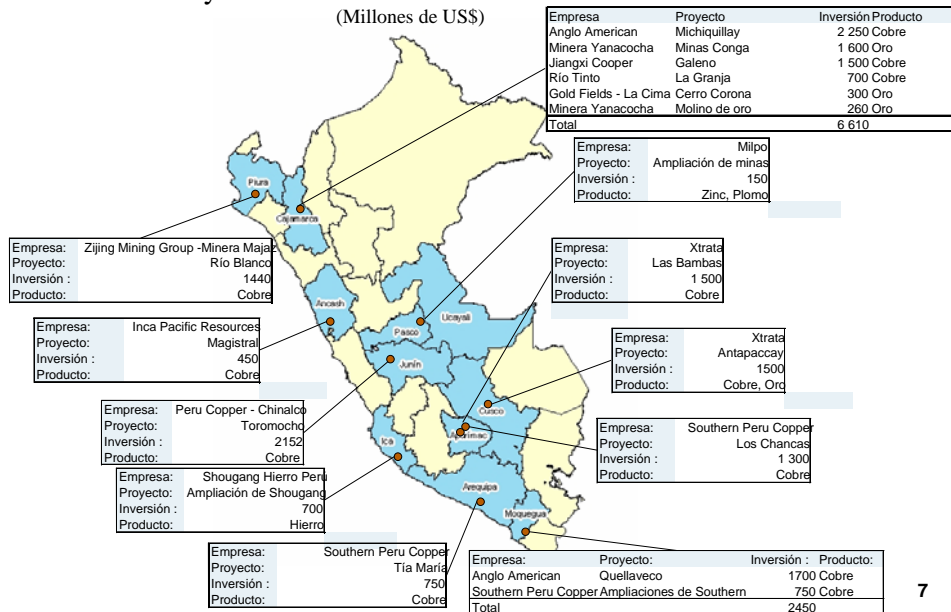 (Millones de US$)
Empresa Proyecto Inversión Producto
Anglo American Michiquillay 2 250 Cobre
Minera Yanacocha Minas Conga 1 600 Oro
Jiangxi Cooper Galeno 1 500 Cobre
Río Tinto La Granja 700 Cobre
Gold Fields - La Cima Cerro Corona 300 Oro
Minera Yanacocha Molino de oro 260 Oro
Total 6 610
Empresa: Milpo
Proyecto: Ampliación de minas
Inversión : 150
Producto: Zinc, Plomo
Piura
Cajamarca
Empresa: Zijing Mining Group -Minera Majaz
Proyecto: Río Blanco
Inversión : 1440
Producto: Cobre
Empresa: Xtrata
Proyecto: Las Bambas
Inversión : 1 500
Producto: Cobre
Ancash
Ucayali
Pasco
Junín
Empresa: Inca Pacific Resources
Proyecto: Magistral
Inversión : 450
Producto: Cobre
Empresa: Xtrata
Proyecto: Antapaccay
Inversión : 1500
Producto: Cobre, Oro
Cusco
Apurimac
Ica
Empresa: Peru Copper - Chinalco
Proyecto: Toromocho
Inversión : 2152
Producto: Cobre
Empresa: Southern Peru Copper
Proyecto: Los Chancas
Inversión : 1 300
Producto: Cobre
Empresa: Shougang Hierro Peru
Proyecto: Ampliación de Shougang
Inversión : 700
Producto: Hierro
Arequipa
Moquegua
Empresa: Southern Peru Copper
Proyecto: Tía María
Inversión : 750
Producto: Cobre
Empresa: Proyecto: Inversión : Producto:
Anglo American Quellaveco 1700 Cobre
Southern Peru Copper Ampliaciones de Southern 750 Cobre
Total 2450
7